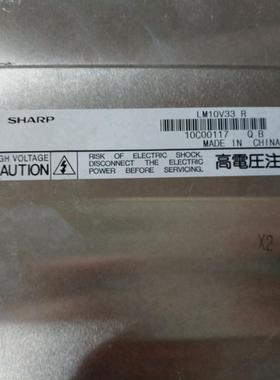 SHARP
LM10V33 R
10C00117 Q B
MADE IN CHINA
GH VOLTAGE
CAUTION
RISK OF ELECTRIC SHOCK.
DISCONNECT THE ELECTRIC
POWER BEFORE SERVICING.
高電圧注
X2